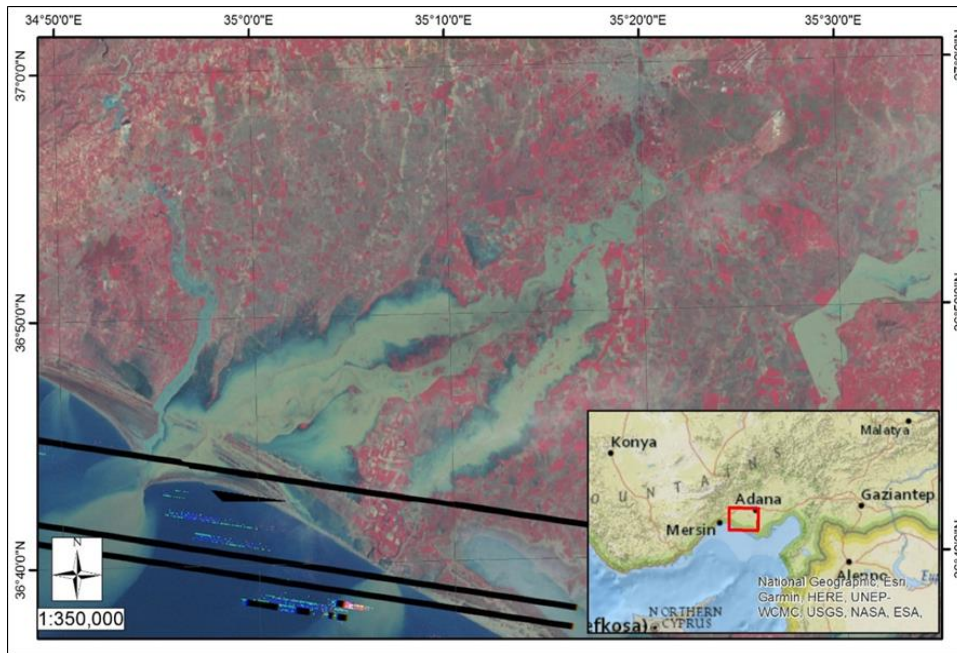 34°50'0"E 35°0'0"E 35°10'0"E 35°20'0"E 35°30'0"E
37°0'0"N
36°50'0"N
36°40'0"N
N
1:350,000
Konya
Malatya
Adana
Gaziantep
Mersin
Aleppo
National Geographic, Esri,
Garmin, HERE, UNEP-
WCMC, USGS, NASA, ESA,
NORTHERN
CYPRUS